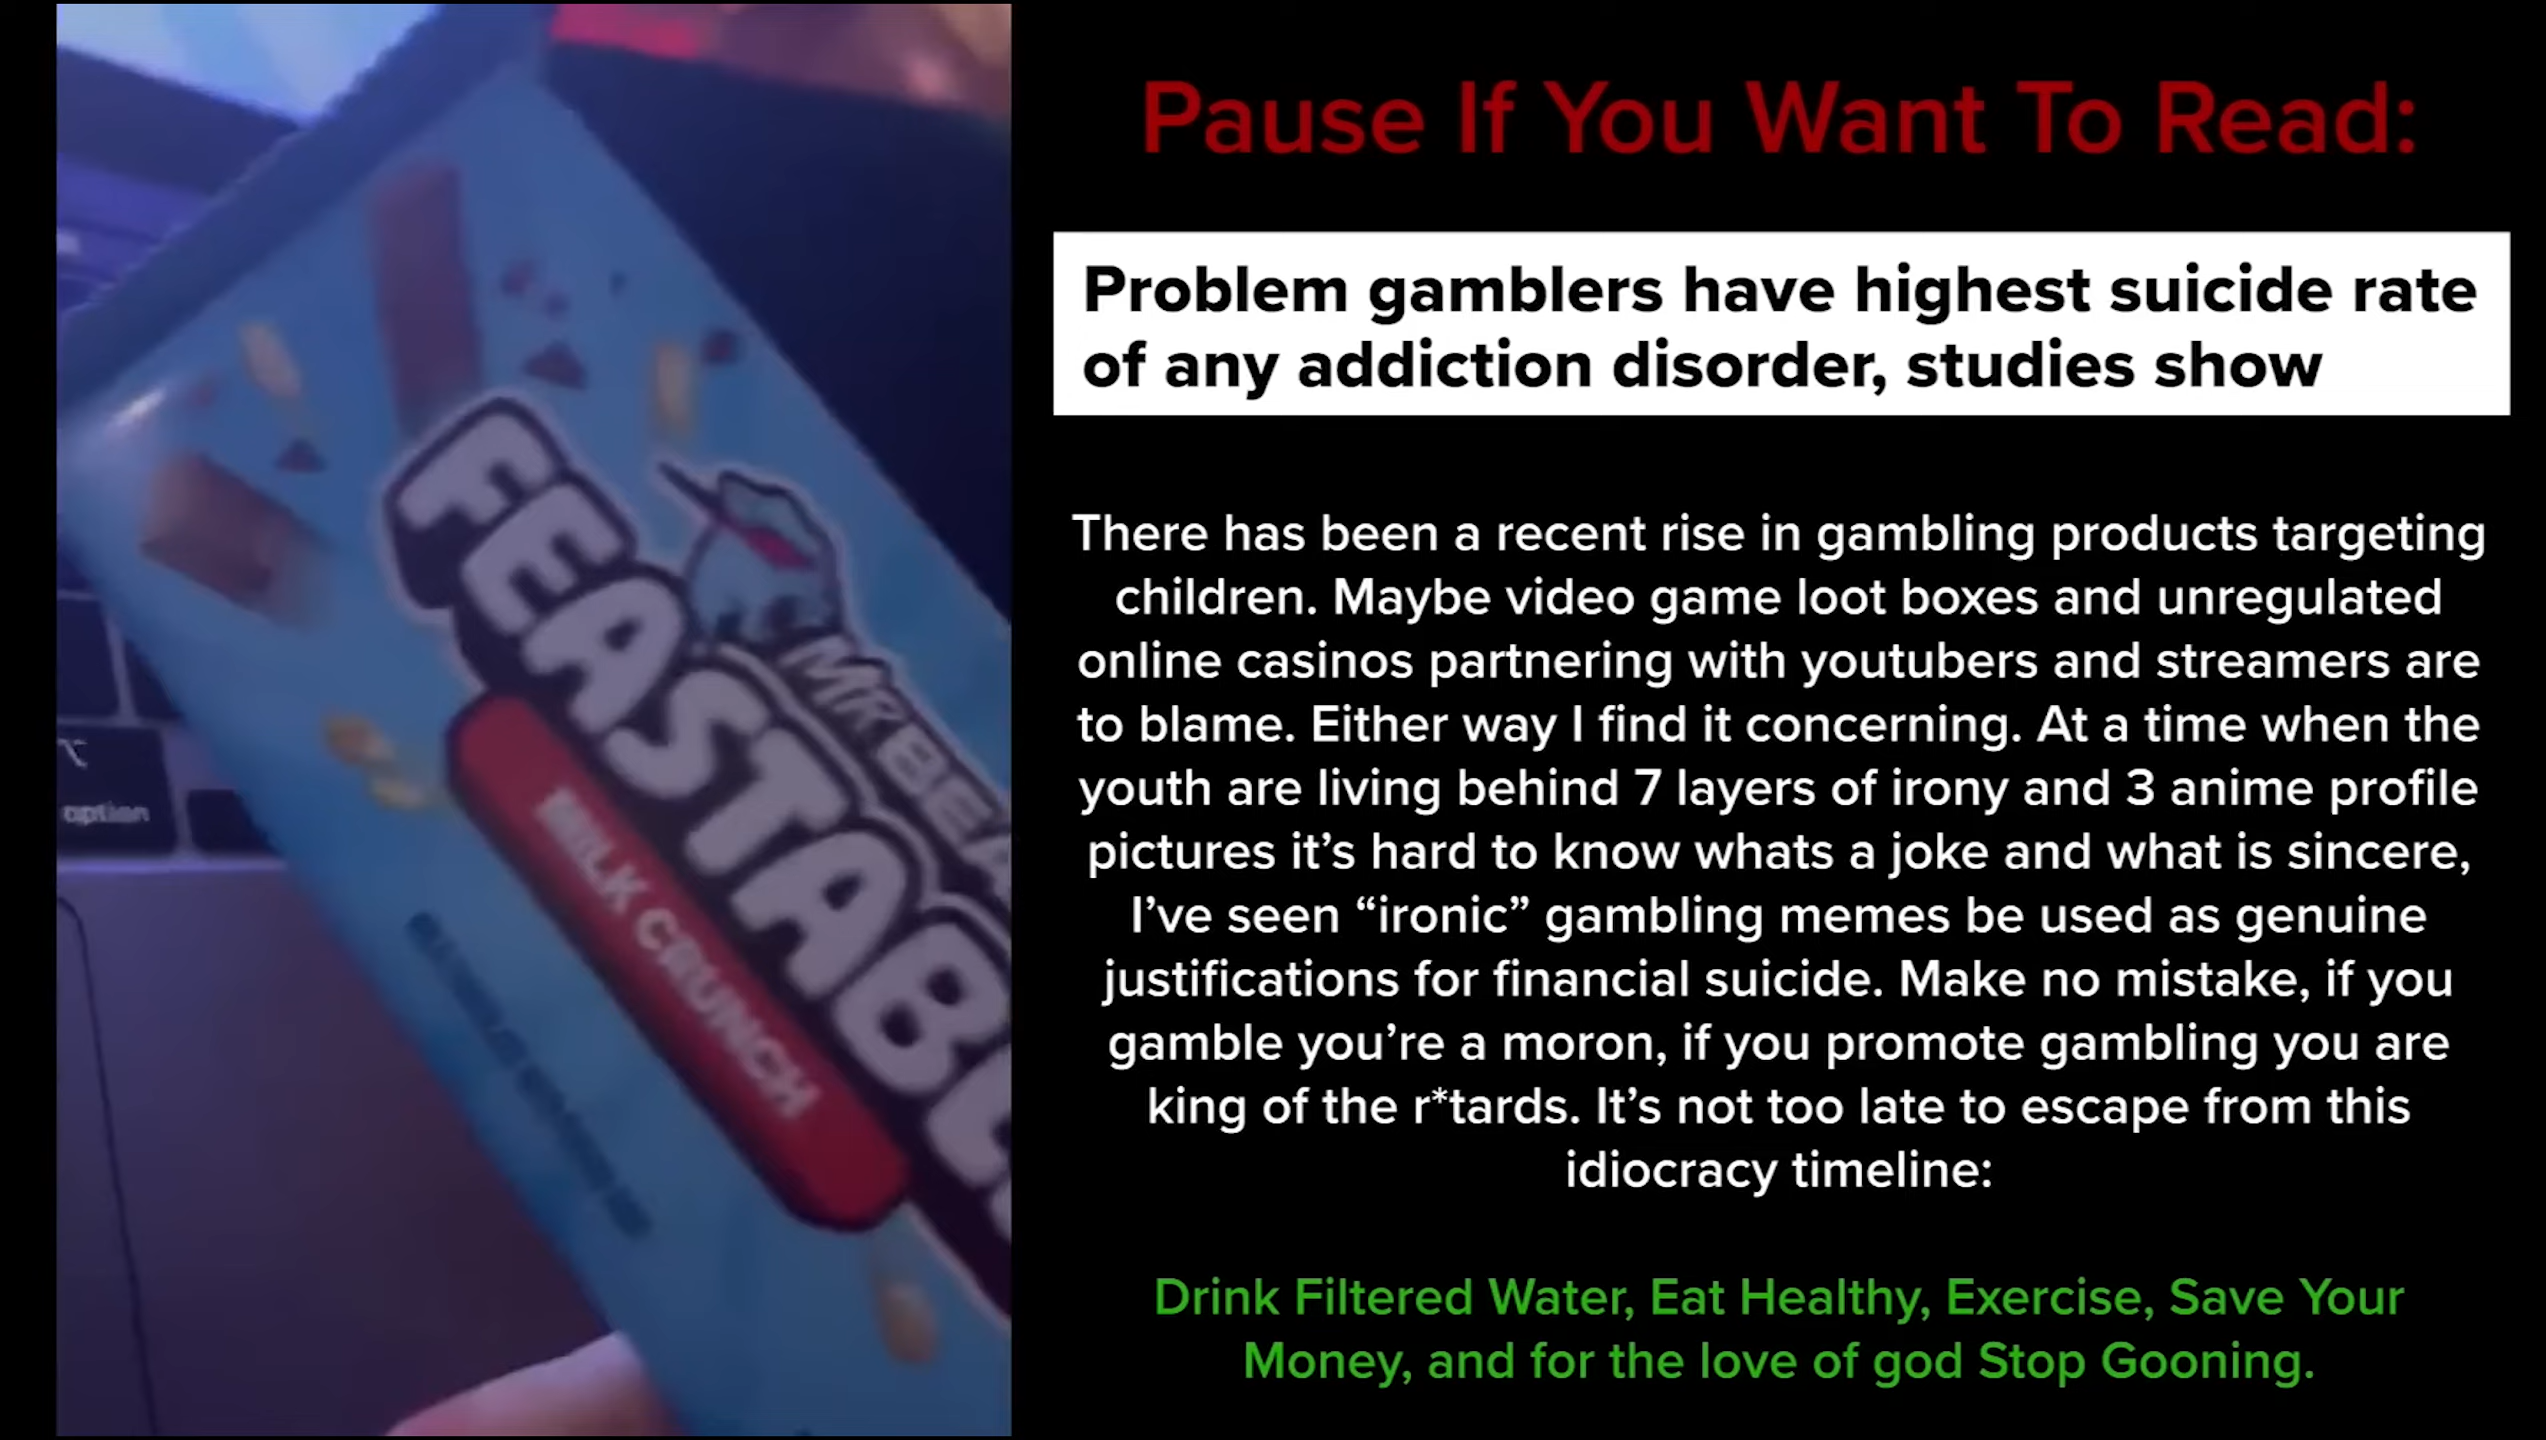 Pause If You Want To Read:
Problem gamblers have highest suicide rate
of any addiction disorder, studies show
There has been a recent rise in gambling products targeting
children. Maybe video game loot boxes and unregulated
online casinos partnering with youtubers and streamers are
to blame. Either way I find it concerning. At a time when the
youth are living behind 7 layers of irony and 3 anime profile
pictures it’s hard to know whats a joke and what is sincere,
I’ve seen “ironic” gambling memes be used as genuine
justifications for financial suicide. Make no mistake, if you
gamble you’re a moron, if you promote gambling you are
king of the r*tards. It’s not too late to escape from this
idiocracy timeline:
Drink Filtered Water, Eat Healthy, Exercise, Save Your
Money, and for the love of god Stop Gooning.
MRBEA
FEASTABL
MILK CRUNCH
option